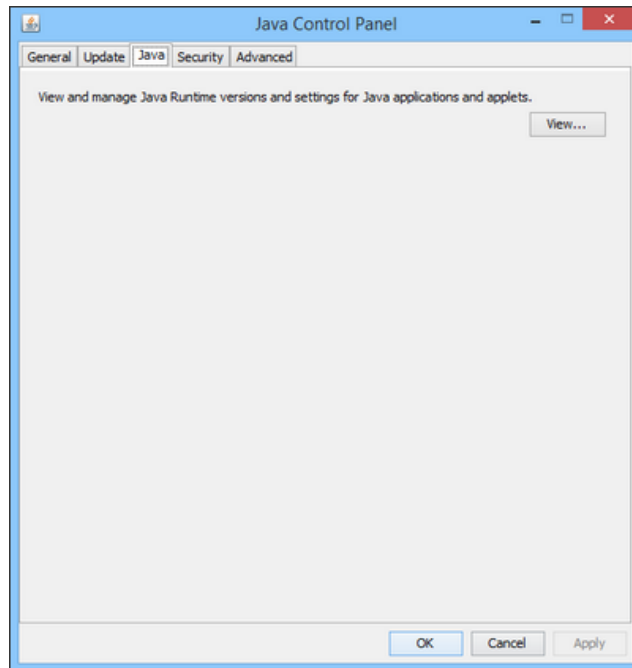 Java Control Panel
General Update Java Security Advanced
View and manage Java Runtime versions and settings for Java applications and applets.
View...
OK Cancel Apply